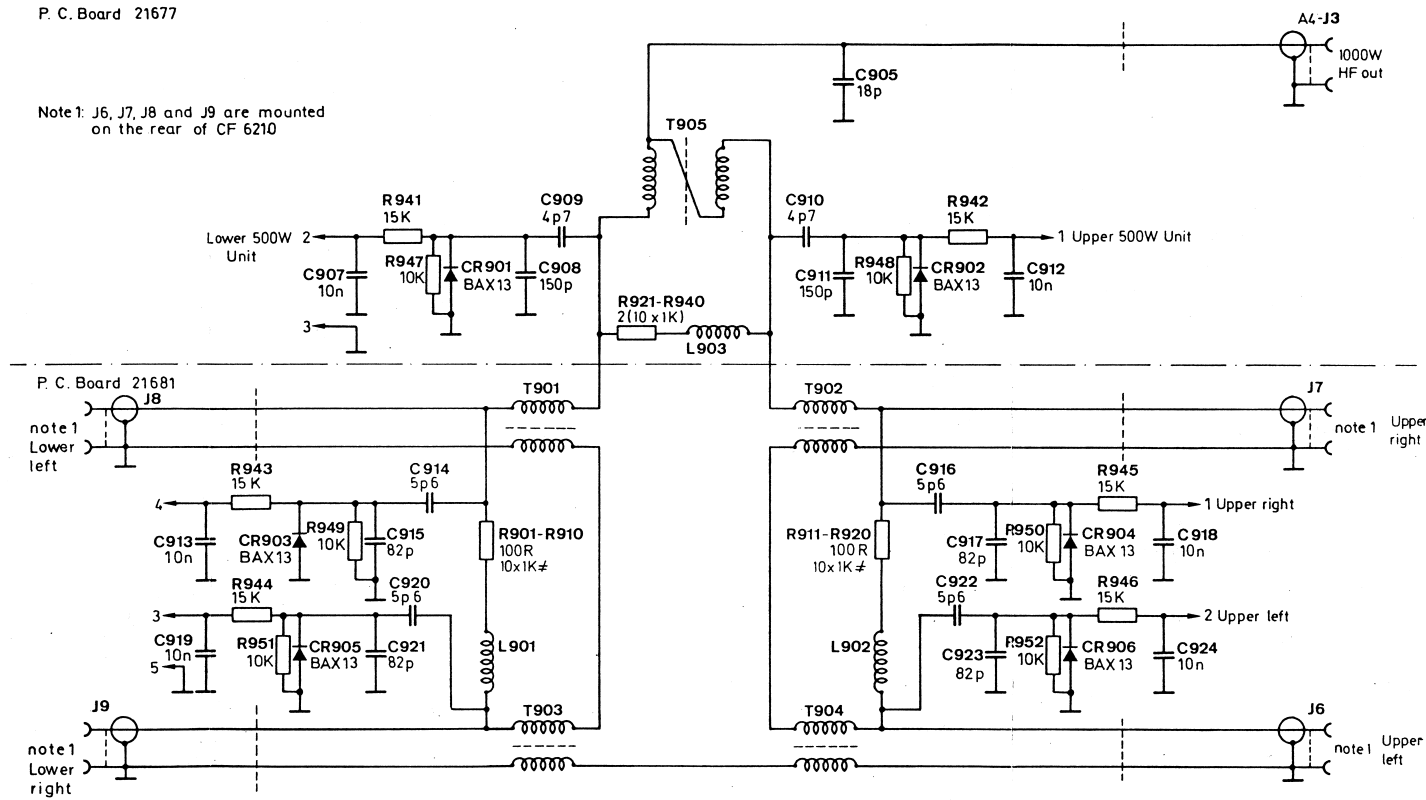 P. C. Board 21677
A4-J3
1000W
HF out
C905
18p
Note 1: J6, J7, J8 and J9 are mounted
on the rear of CF 6210
T905
R941
15K
C909
4p7
C910
4p7
R942
15K
Lower 500W 2
Unit
1 Upper 500W Unit
C907
10n
R947
10K
CR901
BAX13
C908
150p
C911
150p
R948
10K
CR902
BAX13
C912
10n
R921-R940
2(10 x 1K)
3
L903
P. C. Board 21681
J8
T901
T902
J7
note 1
Lower
left
note 1
Upper
right
R943
15K
C914
5p6
C916
5p6
R945
15K
4
1 Upper right
C913
10n
CR903
BAX13
R949
10K
C915
82p
R901-R910
100R
10x1K≠
R911-R920
100R
10x1K≠
C917
82p
R950
10K
CR904
BAX 13
C918
10n
R944
15K
C920
5p6
C922
5p6
R946
15K
3
2 Upper left
C919
10n
5
R951
10K
CR905
BAX13
C921
82p
L901
L902
C923
82p
R952
10K
CR906
BAX 13
C924
10n
J9
T903
T904
J6
note 1
Lower
right
note 1
Upper
left